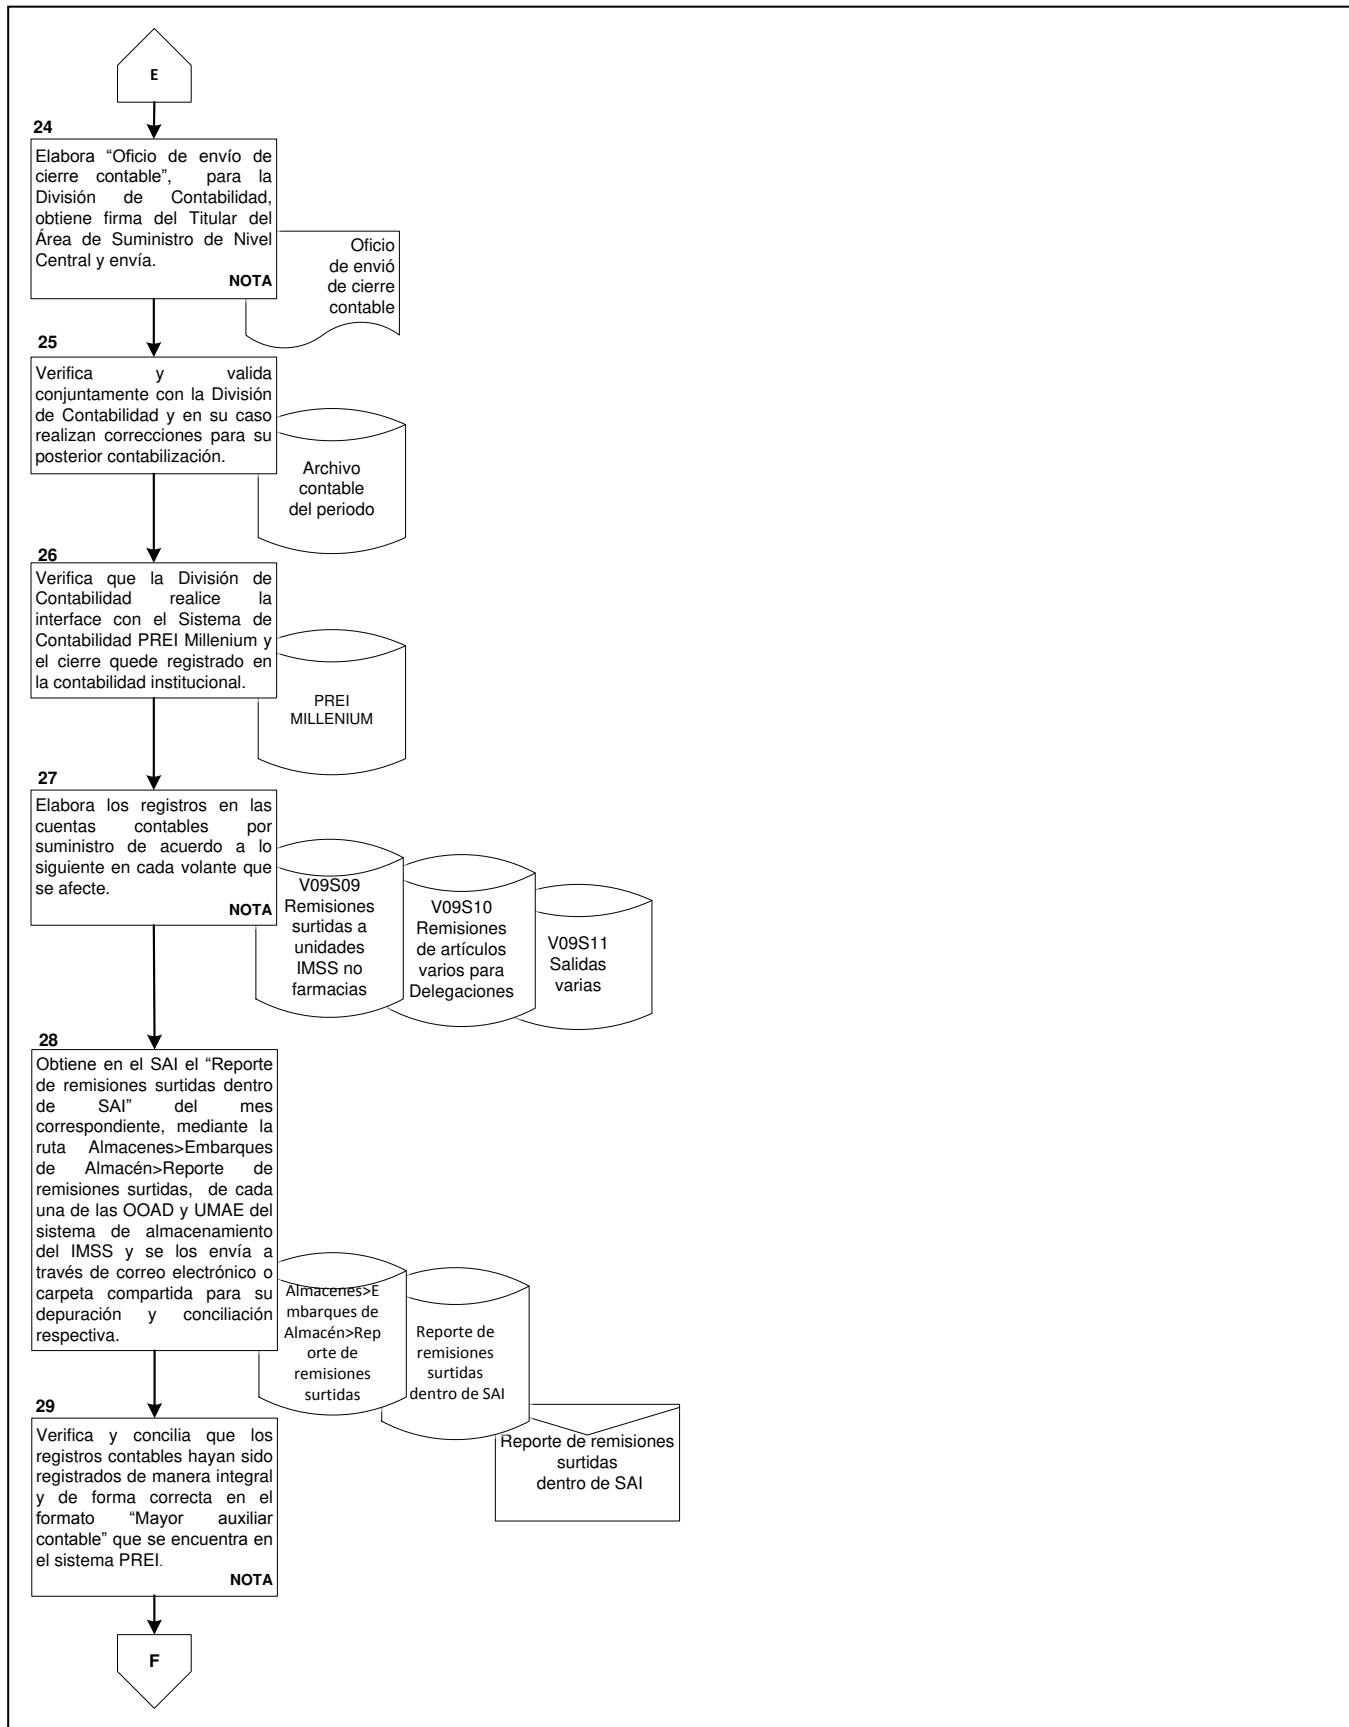 E
24
Elabora “Oficio de envío de
cierre contable”, para la
División de Contabilidad,
obtiene firma del Titular del
Área de Suministro de Nivel
Central y envía.
NOTA
Oficio
de envió
de cierre
contable
25
Verifica y valida
conjuntamente con la División
de Contabilidad y en su caso
realizan correcciones para su
posterior contabilización.
Archivo
contable
del periodo
26
Verifica que la División de
Contabilidad realice la
interface con el Sistema de
Contabilidad PREI Millenium y
el cierre quede registrado en
la contabilidad institucional.
PREI
MILLENIUM
27
Elabora los registros en las
cuentas contables por
suministro de acuerdo a lo
siguiente en cada volante que
se afecte.
NOTA
V09S09
Remisiones
surtidas a
unidades
IMSS no
farmacias
V09S10
Remisiones
de artículos
varios para
Delegaciones
V09S11
Salidas
varias
28
Obtiene en el SAI el “Reporte
de remisiones surtidas dentro
de SAI” del mes
correspondiente, mediante la
ruta Almacenes>Embarques
de Almacén>Reporte de
remisiones surtidas, de cada
una de las OOAD y UMAE del
sistema de almacenamiento
del IMSS y se los envía a
través de correo electrónico o
carpeta compartida para su
depuración y conciliación
respectiva.
Almacenes>E
mbarques de
Almacén>Rep
orte de
remisiones
surtidas
Reporte de
remisiones
surtidas
dentro de SAI
Reporte de remisiones
surtidas
dentro de SAI
29
Verifica y concilia que los
registros contables hayan sido
registrados de manera integral
y de forma correcta en el
formato “Mayor auxiliar
contable” que se encuentra en
el sistema PREI.
NOTA
F